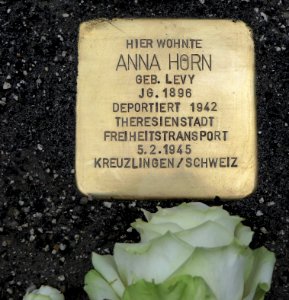 HIER WOHNTE
ANNA HORN
GEB. LEVY
JG. 1896
DEPORTIERT 1942
THERESIENSTADT
FREIHEITSTRANSPORT
5.2.1945
KREUZLINGEN/SCHWEIZ